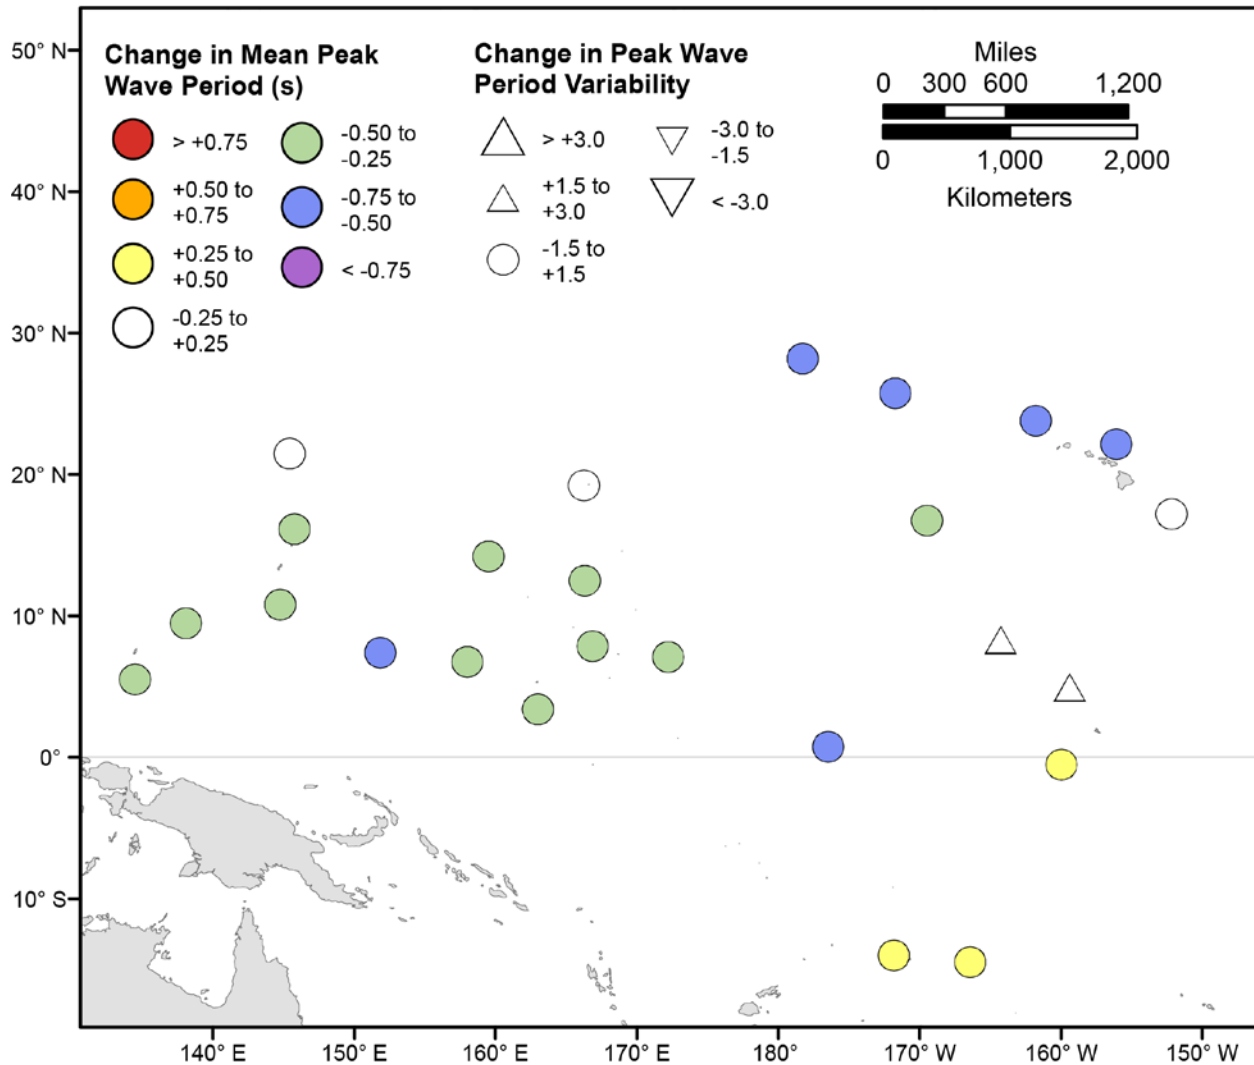 Change in Mean Peak
Wave Period (s)
> +0.75
+0.50 to
+0.75
+0.25 to
+0.50
-0.25 to
+0.25
-0.50 to
-0.25
-0.75 to
-0.50
< -0.75
Change in Peak Wave
Period Variability
> +3.0
+1.5 to
+3.0
-1.5 to
+1.5
-3.0 to
-1.5
< -3.0
Miles
0 300 600 1,200
0 1,000 2,000
Kilometers
50° N
40° N
30° N
20° N
10° N
0°
10° S
140° E 150° E 160° E 170° E 180° 170° W 160° W 150° W